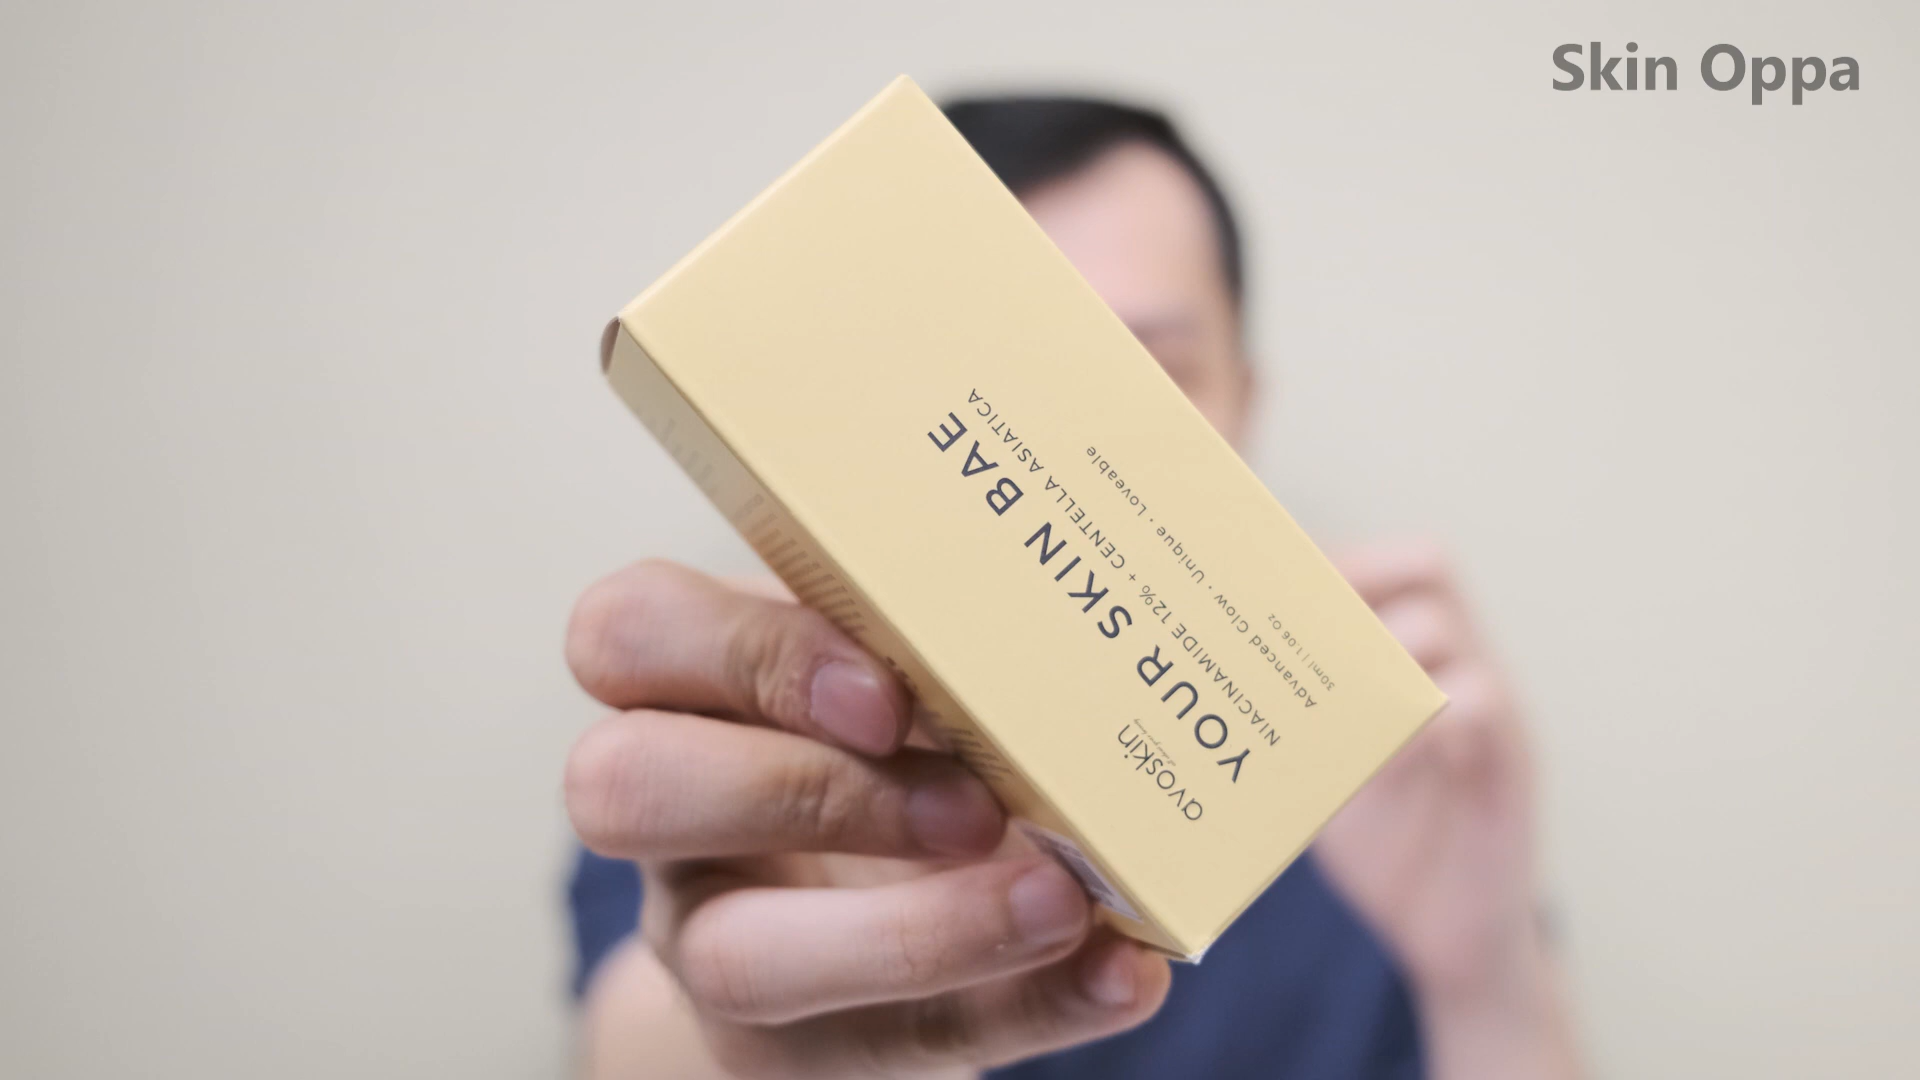 Skin Oppa
avoskin
YOUR SKIN BAE
NIACINAMIDE 12% + CENTELLA ASIATICA
Advanced Glow · Unique · Loveable
30ml | 1.06 Oz